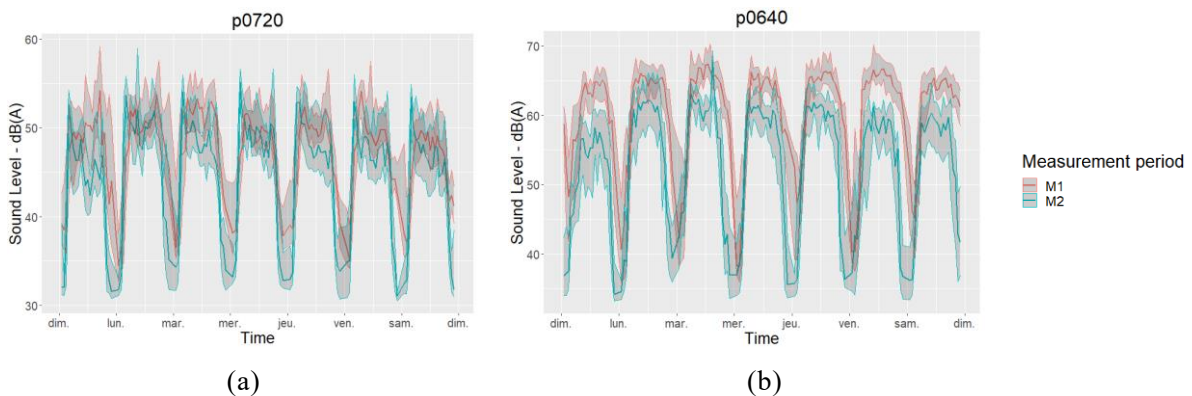 p0720
Sound Level - dB(A)
60
50
40
30
dim. lun. mar. mer. jeu. ven. sam. dim.
Time
(a)
p0640
Sound Level - dB(A)
70
60
50
40
dim. lun. mar. mer. jeu. ven. sam. dim.
Time
(b)
Measurement period
M1
M2